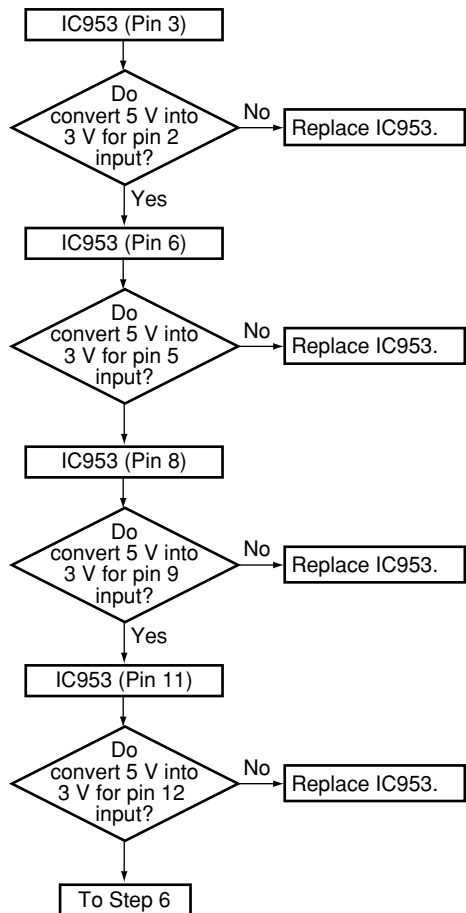 IC953 (Pin 3)
Do
convert 5 V into
3 V for pin 2
input?
No
Replace IC953.
Yes
IC953 (Pin 6)
Do
convert 5 V into
3 V for pin 5
input?
No
Replace IC953.
IC953 (Pin 8)
Do
convert 5 V into
3 V for pin 9
input?
No
Replace IC953.
Yes
IC953 (Pin 11)
Do
convert 5 V into
3 V for pin 12
input?
No
Replace IC953.
To Step 6